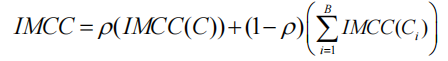 IMCC = ρ(IMCC(C)) + (1 − ρ)(∑_{i=1}^{B} IMCC(C_i))